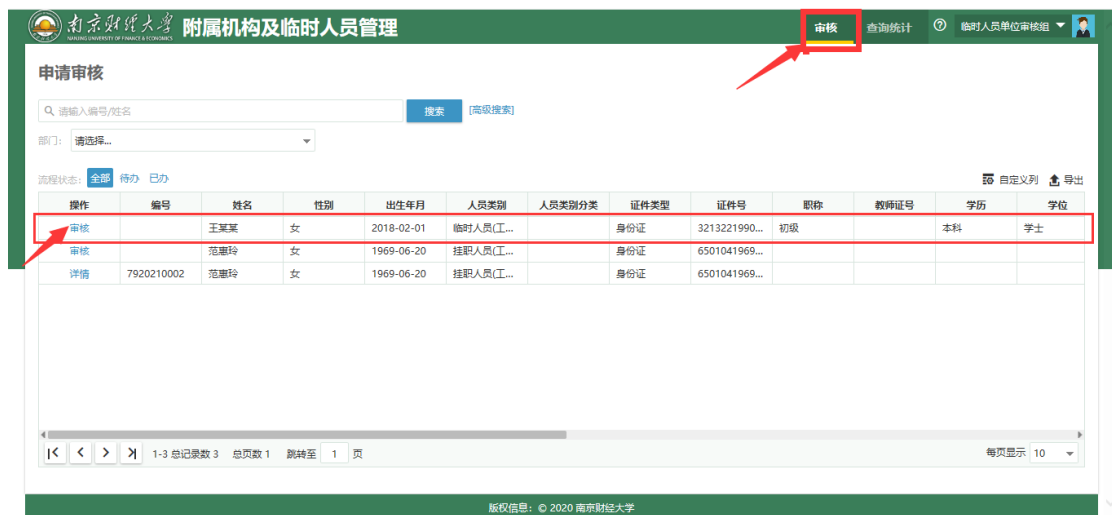 南京财经大学 附属机构及临时人员管理 审核 查询统计 临时人员单位审核组
NANJING UNIVERSITY OF FINANCE & ECONOMICS
申请审核
请输入编号/姓名 搜索 [高级搜索]
部门： 请选择...
流程状态： 全部 待办 已办 自定义列 导出
操作 编号 姓名 性别 出生年月 人员类别 人员类别分类 证件类型 证件号 职称 教师证号 学历 学位
审核 王某某 女 2018-02-01 临时人员(工... 身份证 3213221990... 初级 本科 学士
审核 范惠玲 女 1969-06-20 挂职人员(工... 身份证 6501041969...
详情 7920210002 范惠玲 女 1969-06-20 挂职人员(工... 身份证 6501041969...
1-3 总记录数 3 总页数 1 跳转至 1 页 每页显示 10
版权信息：© 2020 南京财经大学